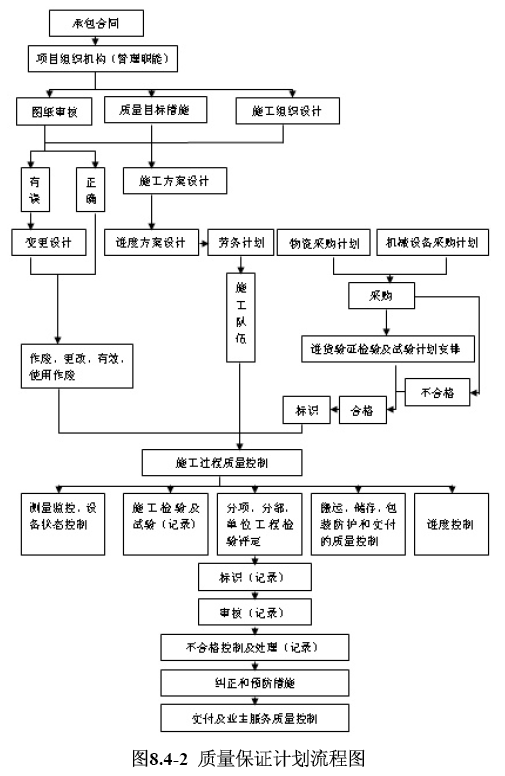 承包合同
项目组织机构（管理职能）
图纸审核
质量目标措施
施工组织设计
有
误
正
确
施工方案设计
变更设计
进度方案设计
劳务计划
物资采购计划
机械设备采购计划
施
工
队
伍
采购
进货验证检验及试验计划安排
作废，更改，有效，
使用作废
不合格
标识
合格
施工过程质量控制
测量监控，设
备状态控制
施工检验及
试验（记录）
分项，分部，
单位工程检
验评定
搬运，储存，包
装防护和交付
的质量控制
进度控制
标识（记录）
审核（记录）
不合格控制及处理（记录）
纠正和预防措施
交付及业主服务质量控制
图8.4-2 质量保证计划流程图